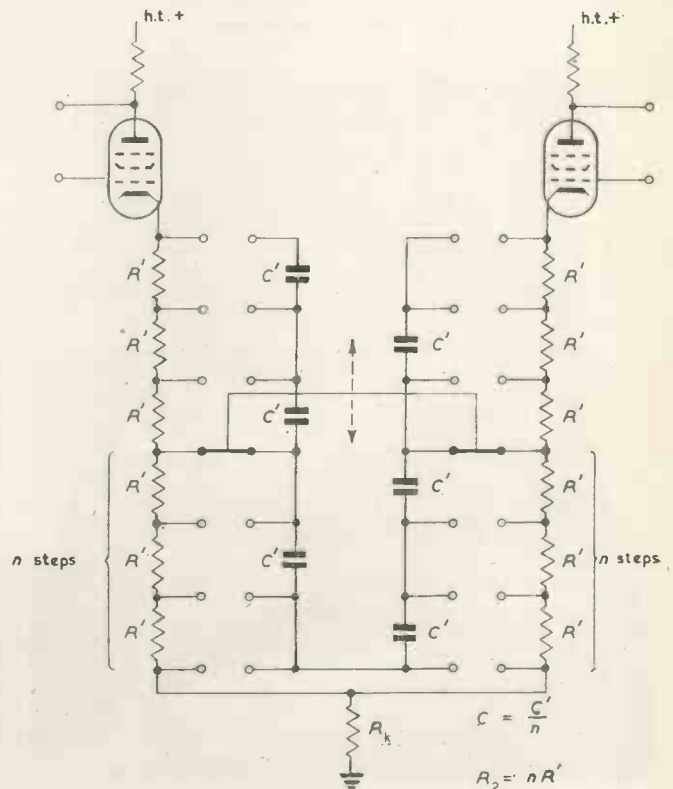 h.t.+ h.t.+
R' C' R'
R' C' R'
R' C' R'
R' C' R'
n steps R' C' R' n steps
R' C' R'
C = C'/n
R_k
R_2 = nR'